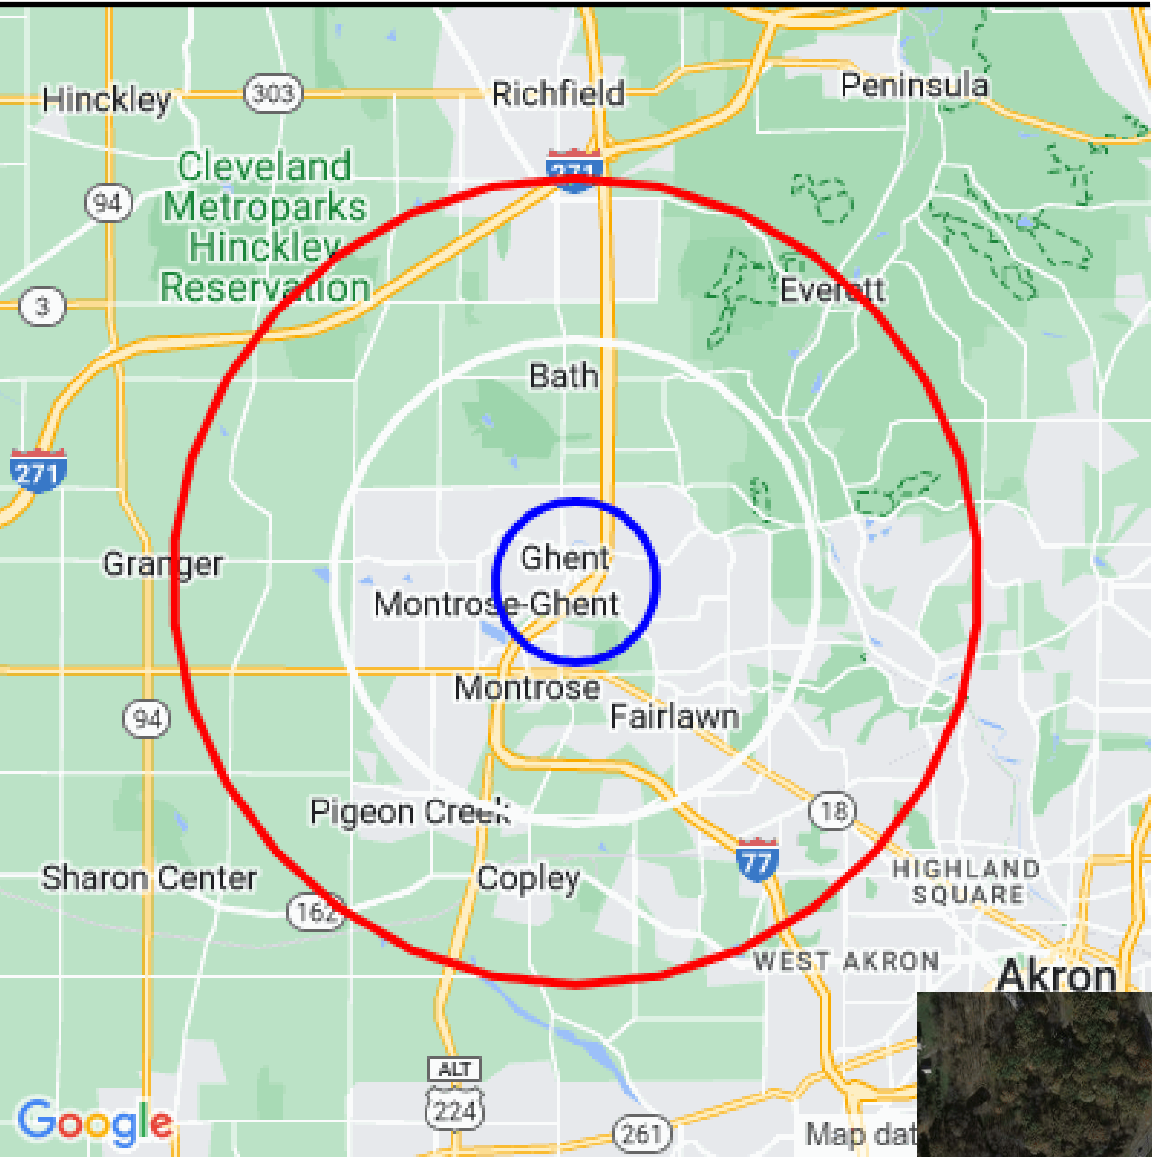 Hinckley
303
Richfield
Peninsula
Cleveland
Metroparks
Hinckley
Reservation
271
94
3
Everett
Bath
271
Ghent
Granger
Montrose-Ghent
Montrose
94
Fairlawn
Pigeon Creek
18
77
Sharon Center
Copley
HIGHLAND
SQUARE
162
WEST AKRON
Akron
ALT
224
Google
261
Map dat